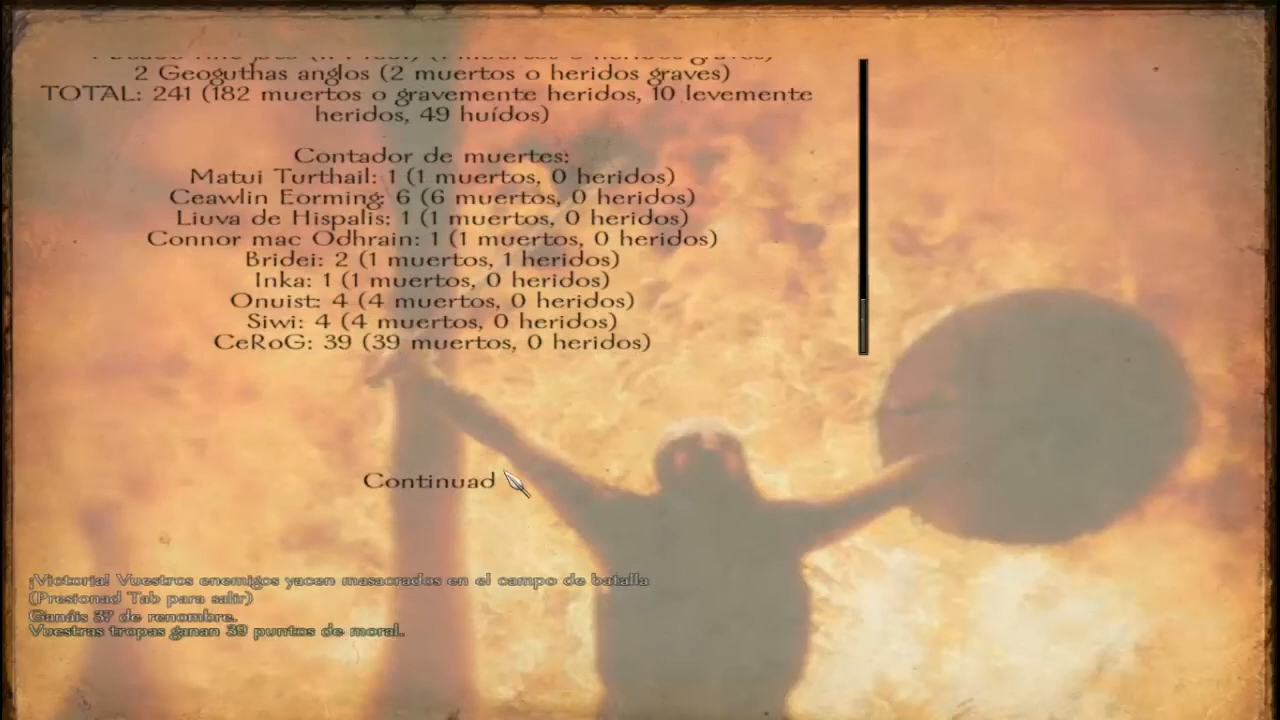 2 Geoguthas anglos (2 muertos o heridos graves)
TOTAL: 241 (182 muertos o gravemente heridos, 10 levemente
heridos, 49 huídos)
Contador de muertes:
Matui Turthail: 1 (1 muertos, 0 heridos)
Ceawlin Eorming: 6 (6 muertos, 0 heridos)
Liuva de Hispalis: 1 (1 muertos, 0 heridos)
Connor mac Odhrain: 1 (1 muertos, 0 heridos)
Bridei: 2 (1 muertos, 1 heridos)
Inka: 1 (1 muertos, 0 heridos)
Onuist: 4 (4 muertos, 0 heridos)
Siwi: 4 (4 muertos, 0 heridos)
CeRoG: 39 (39 muertos, 0 heridos)
Continuad
¡Victoria! Vuestros enemigos yacen masacrados en el campo de batalla
(Presionad Tab para salir)
Ganáis 37 de renombre.
Vuestras tropas ganan 39 puntos de moral.